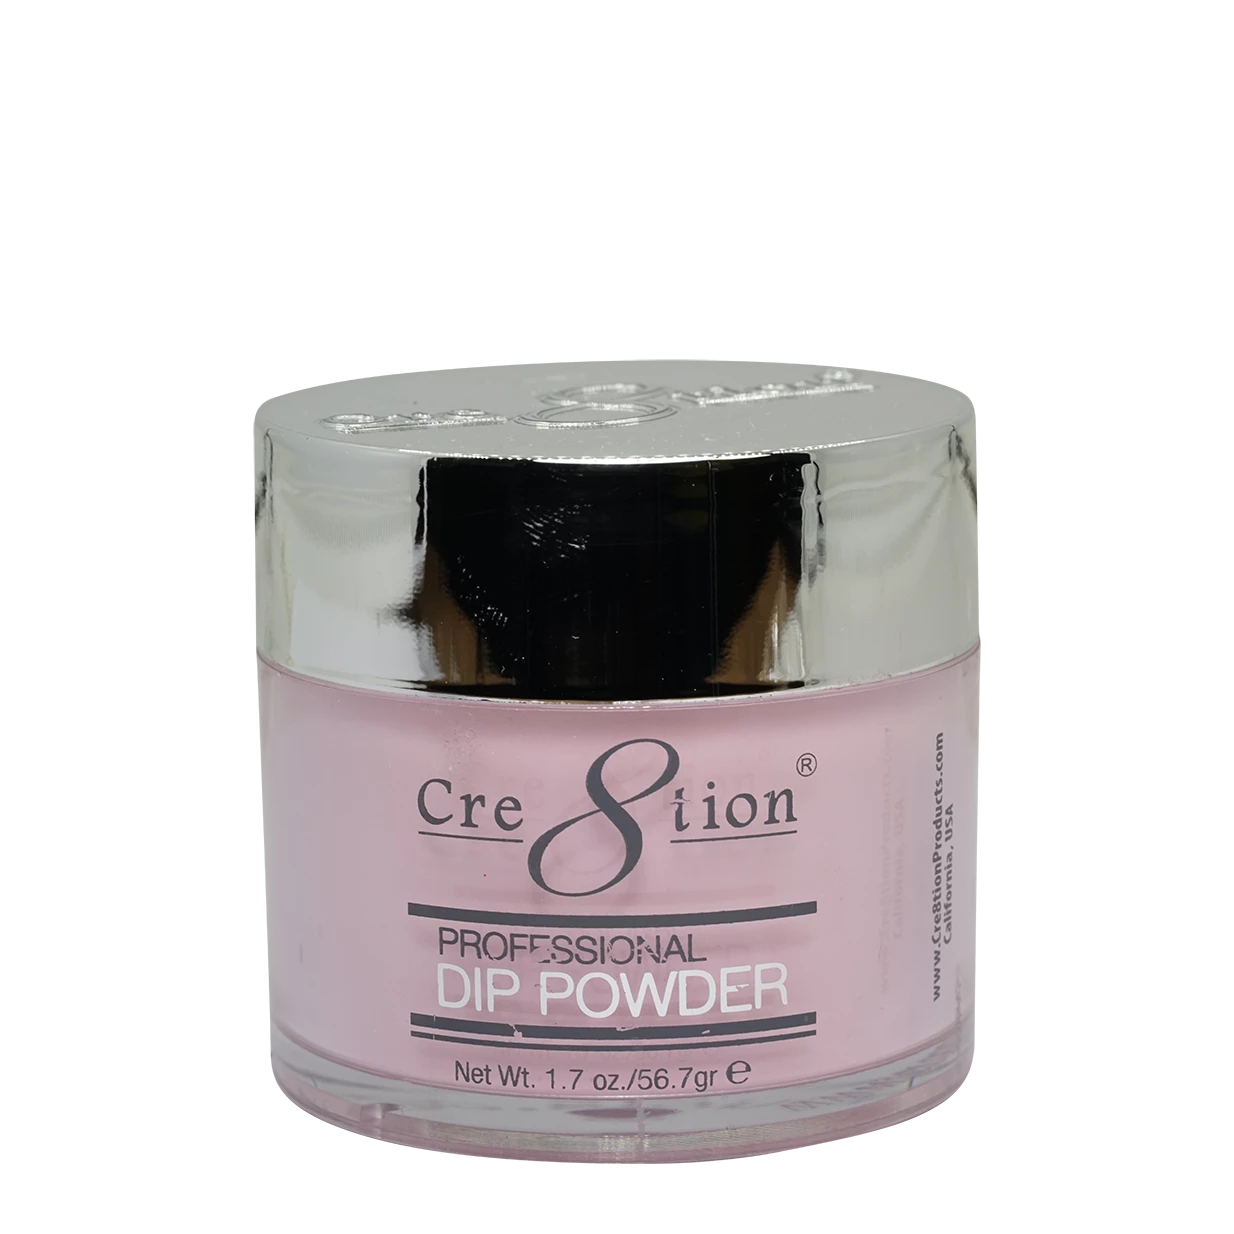 Cre8tion®
PROFESSIONAL
DIP POWDER
Net Wt. 1.7 oz./56.7gr ℮
www.Cre8tionProducts.com
California, USA